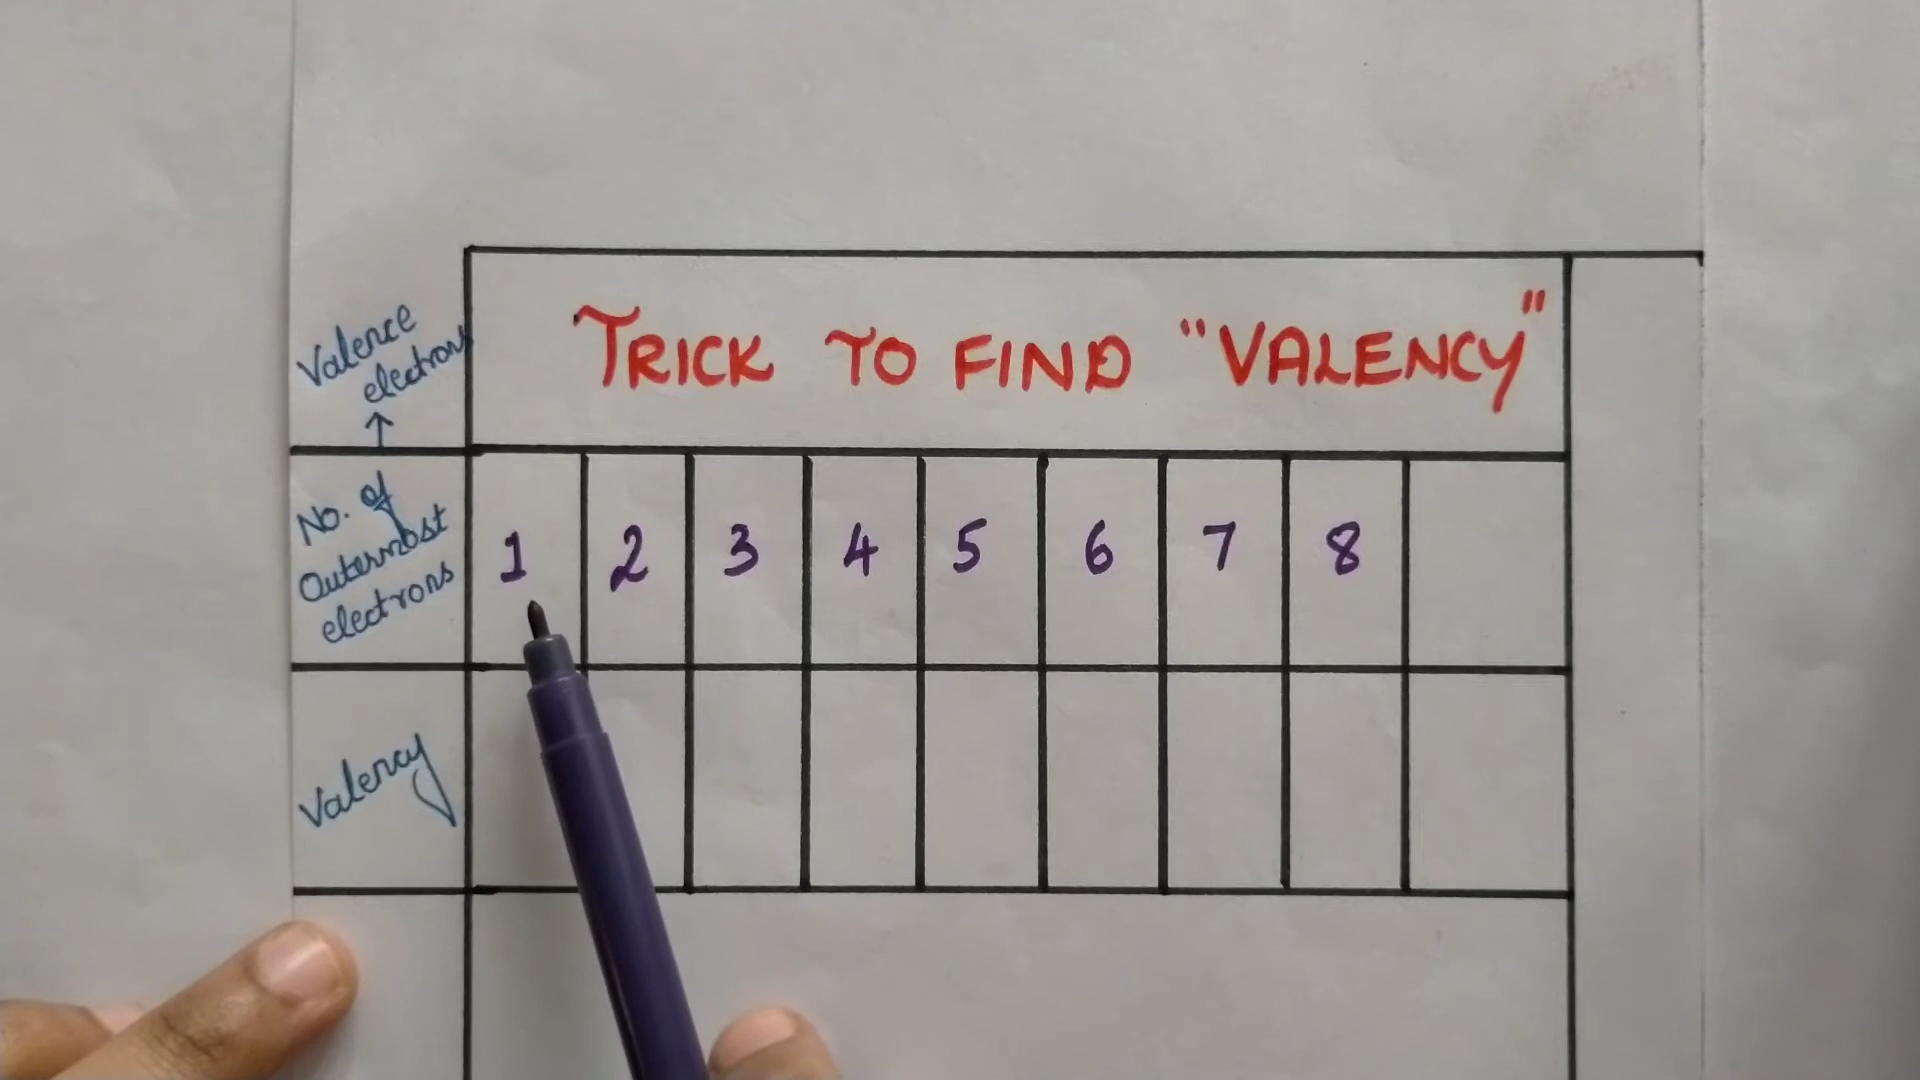 TRICK TO FIND "VALENCY"
Valence
electrons
↑
No. of
Outermost
electrons
1 2 3 4 5 6 7 8
Valency